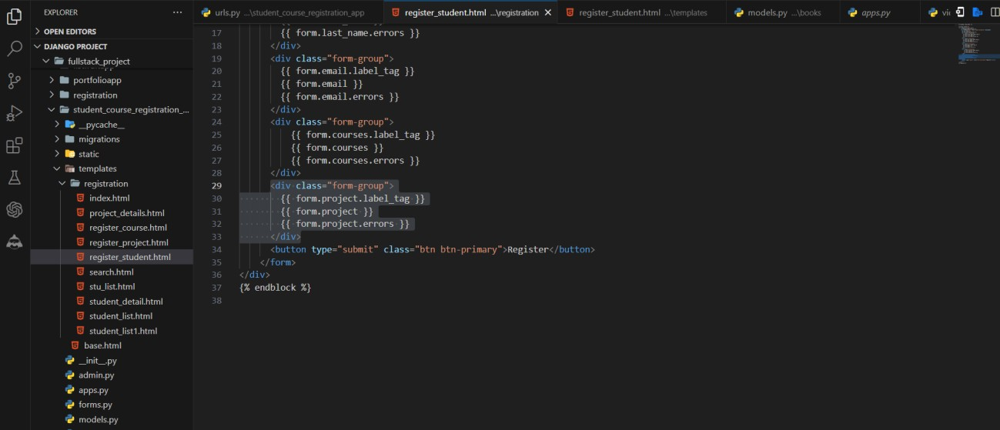 EXPLORER
···
urls.py ...\student_course_registration_app
register_student.html ...\registration
register_student.html ...\templates
models.py ...\books
apps.py
OPEN EDITORS
DJANGO PROJECT
fullstack_project
portfolioapp
registration
student_course_registration_...
__pycache__
migrations
static
templates
registration
index.html
project_details.html
register_course.html
register_project.html
register_student.html
search.html
stu_list.html
student_detail.html
student_list.html
student_list1.html
base.html
__init__.py
admin.py
apps.py
forms.py
models.py
17 {{ form.last_name.errors }}
18 </div>
19 <div class="form-group">
20 {{ form.email.label_tag }}
21 {{ form.email }}
22 {{ form.email.errors }}
23 </div>
24 <div class="form-group">
25 {{ form.courses.label_tag }}
26 {{ form.courses }}
27 {{ form.courses.errors }}
28 </div>
29 <div class="form-group">
30 {{ form.project.label_tag }}
31 {{ form.project }}
32 {{ form.project.errors }}
33 </div>
34 <button type="submit" class="btn btn-primary">Register</button>
35 </form>
36 </div>
37 {% endblock %}
38